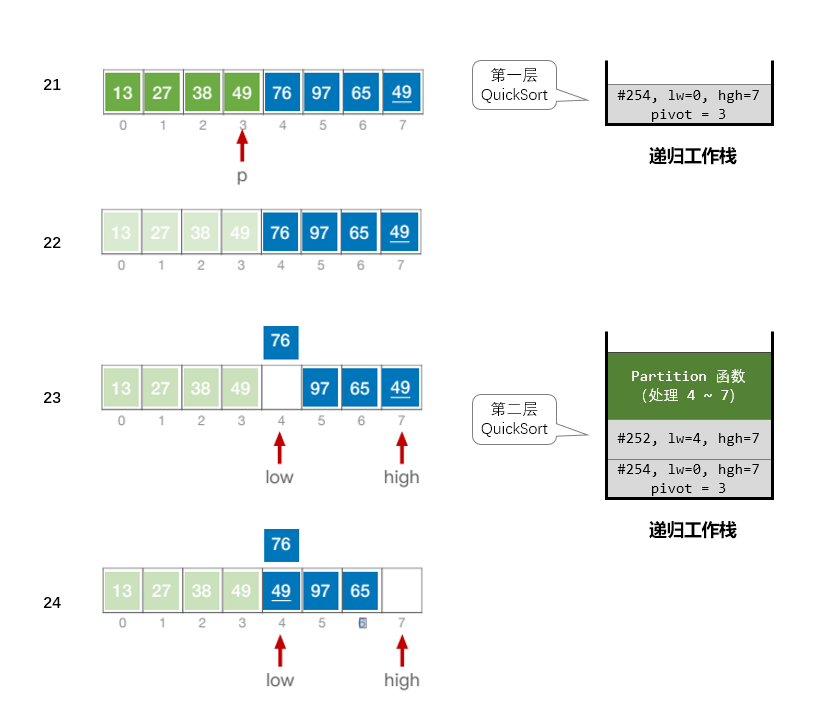 21
13 27 38 49 76 97 65 49
0 1 2 3 4 5 6 7
p
第一层
QuickSort
#254, lw=0, hgh=7
pivot = 3
递归工作栈
22
13 27 38 49 76 97 65 49
0 1 2 3 4 5 6 7
23
76
13 27 38 49 97 65 49
0 1 2 3 4 5 6 7
low high
第二层
QuickSort
Partition 函数
(处理 4 ~ 7)
#252, lw=4, hgh=7
#254, lw=0, hgh=7
pivot = 3
递归工作栈
24
76
13 27 38 49 49 97 65
0 1 2 3 4 5 6 7
low high